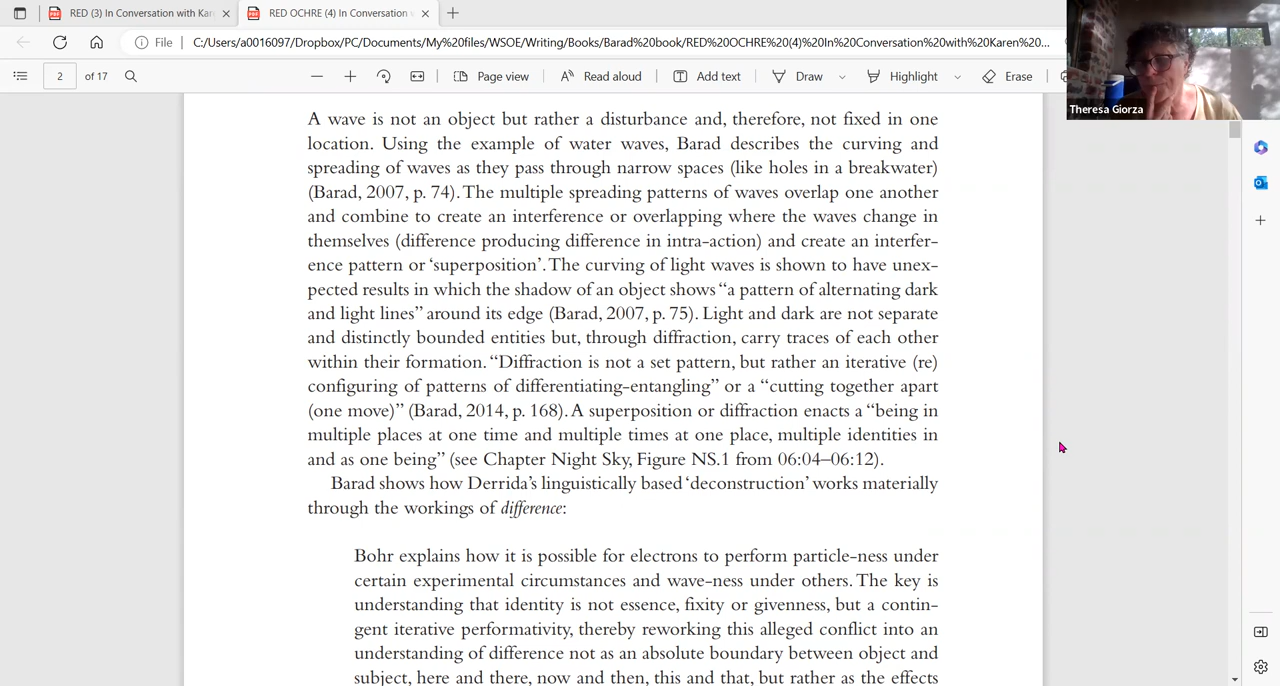 RED (3) In Conversation with Kar
RED OCHRE (4) In Conversation
File
C:/Users/a0016097/Dropbox/PC/Documents/My%20files/WSOE/Writing/Books/Barad%20book/RED%20OCHRE%20(4)%20In%20Conversation%20with%20Karen%20...
2 of 17
Page view
Read aloud
Add text
Draw
Highlight
Erase
Theresa Giorza
A wave is not an object but rather a disturbance and, therefore, not fixed in one
location. Using the example of water waves, Barad describes the curving and
spreading of waves as they pass through narrow spaces (like holes in a breakwater)
(Barad, 2007, p. 74). The multiple spreading patterns of waves overlap one another
and combine to create an interference or overlapping where the waves change in
themselves (difference producing difference in intra-action) and create an interfer-
ence pattern or ‘superposition’. The curving of light waves is shown to have unex-
pected results in which the shadow of an object shows “a pattern of alternating dark
and light lines” around its edge (Barad, 2007, p. 75). Light and dark are not separate
and distinctly bounded entities but, through diffraction, carry traces of each other
within their formation. “Diffraction is not a set pattern, but rather an iterative (re)
configuring of patterns of differentiating-entangling” or a “cutting together apart
(one move)” (Barad, 2014, p. 168). A superposition or diffraction enacts a “being in
multiple places at one time and multiple times at one place, multiple identities in
and as one being” (see Chapter Night Sky, Figure NS.1 from 06:04–06:12).
Barad shows how Derrida’s linguistically based ‘deconstruction’ works materially
through the workings of difference:
Bohr explains how it is possible for electrons to perform particle-ness under
certain experimental circumstances and wave-ness under others. The key is
understanding that identity is not essence, fixity or givenness, but a contin-
gent iterative performativity, thereby reworking this alleged conflict into an
understanding of difference not as an absolute boundary between object and
subject, here and there, now and then, this and that, but rather as the effects